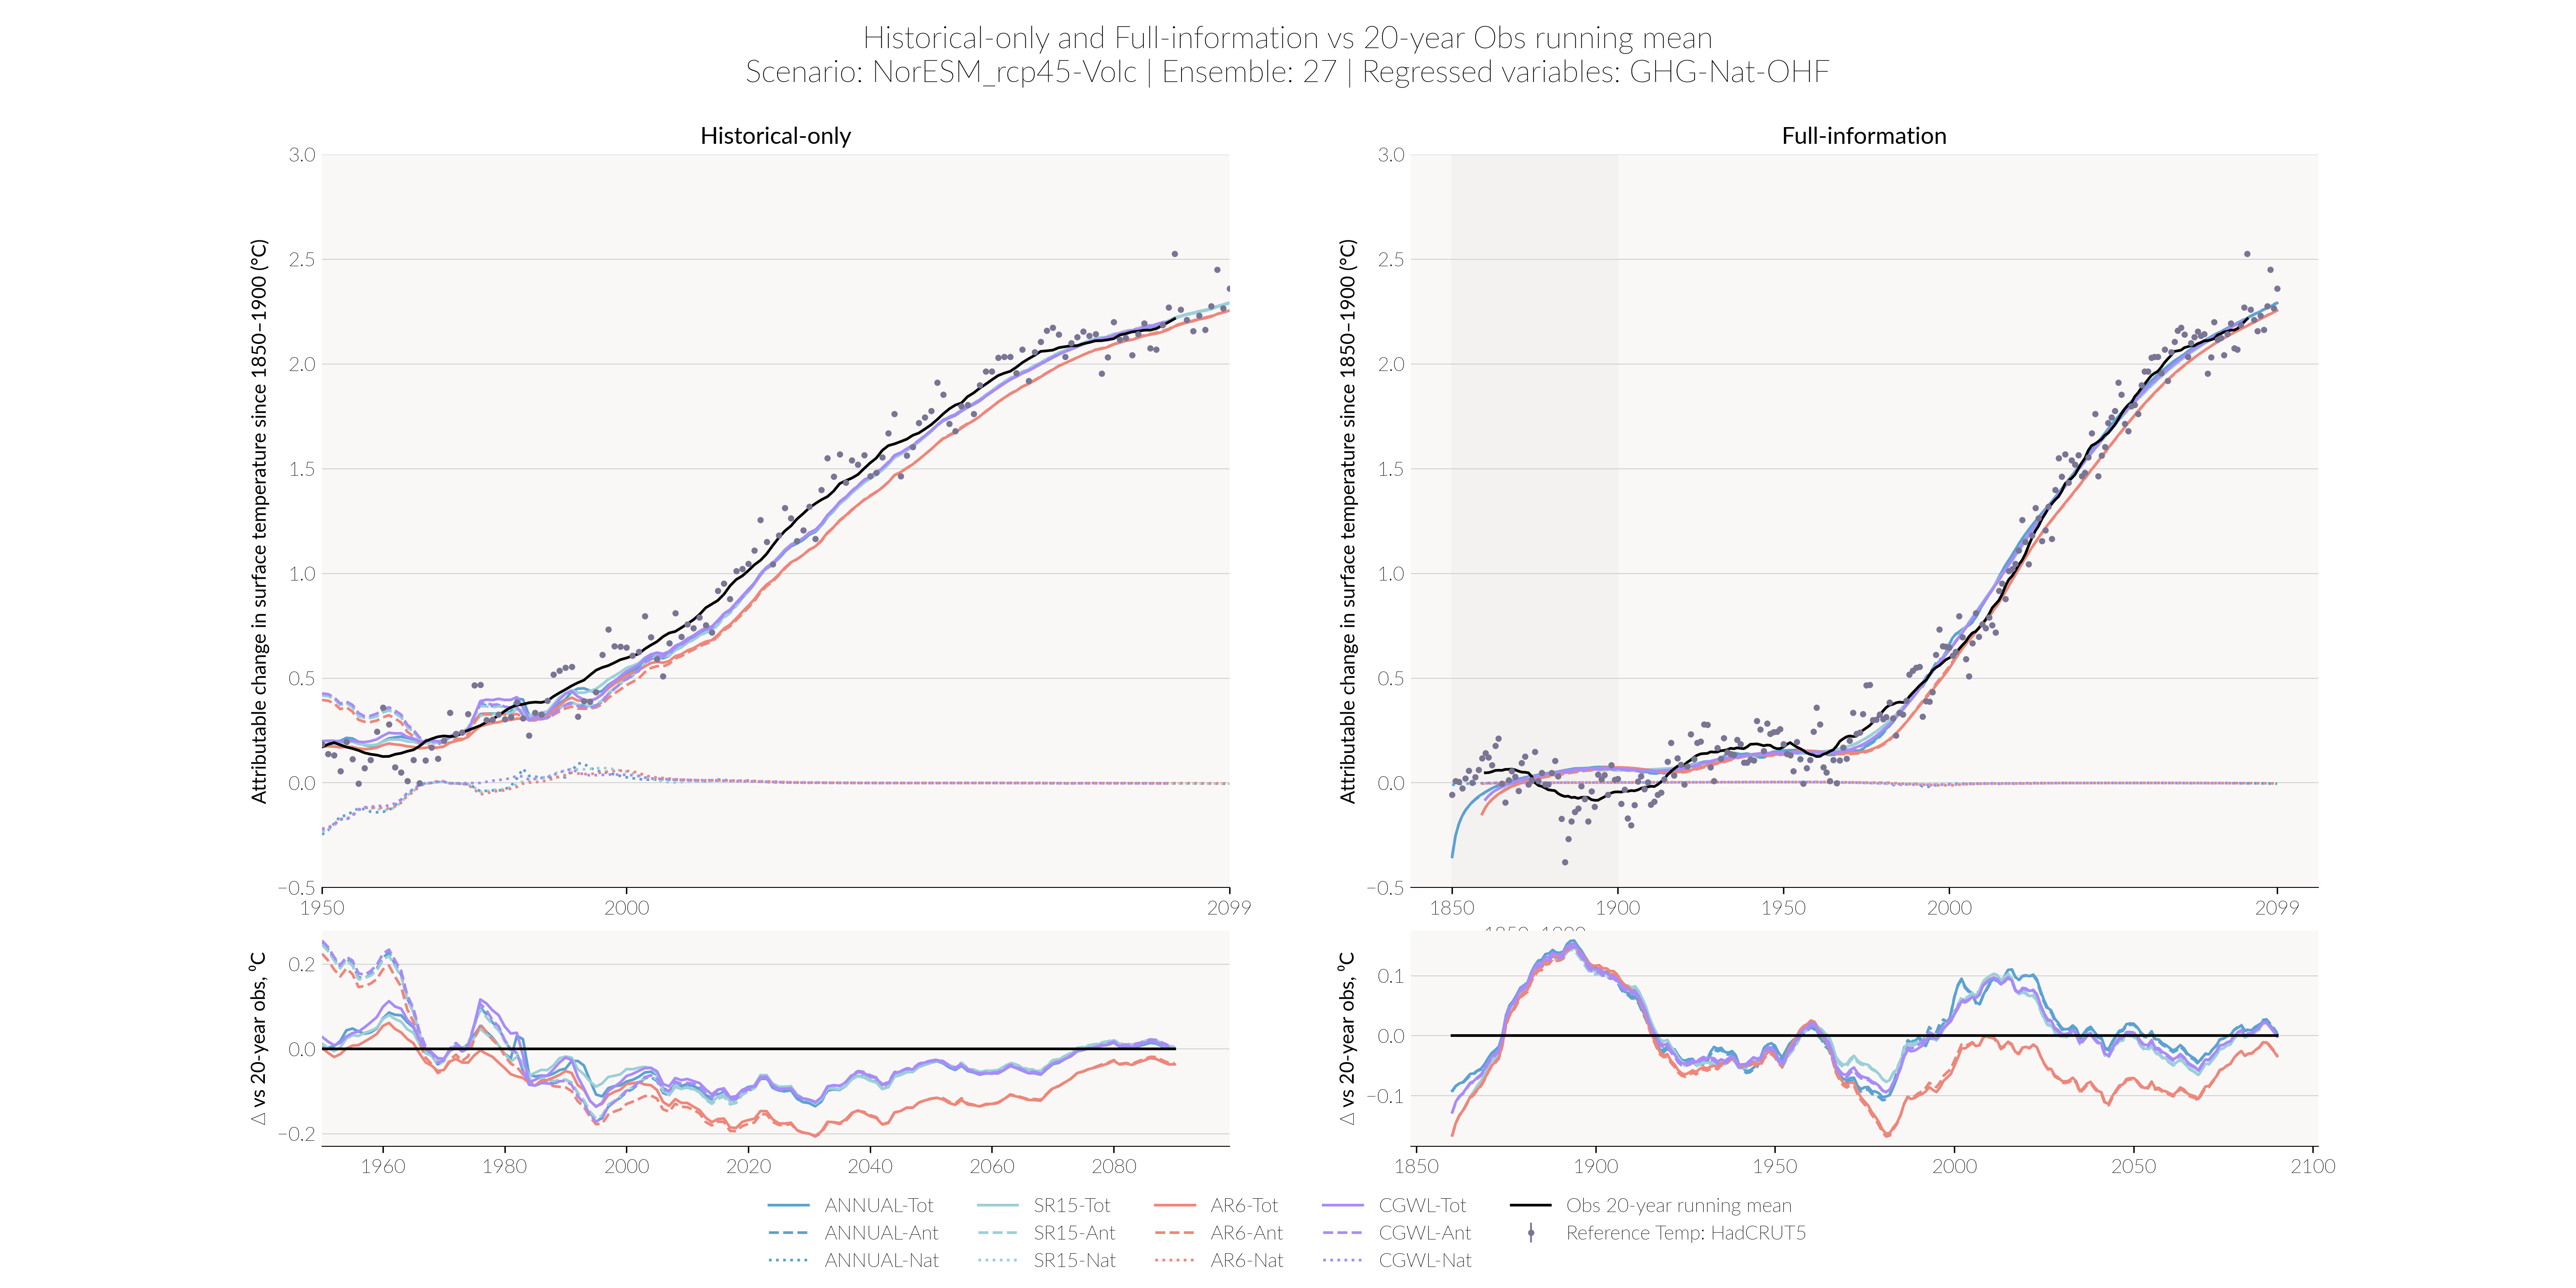 Historical-only and Full-information vs 20-year Obs running mean
Scenario: NorESM_rcp45-Volc | Ensemble: 27 | Regressed variables: GHG-Nat-OHF
Historical-only
Attributable change in surface temperature since 1850–1900 (°C)
3.0
2.5
2.0
1.5
1.0
0.5
0.0
−0.5
1950
2000
2099
Full-information
Attributable change in surface temperature since 1850–1900 (°C)
3.0
2.5
2.0
1.5
1.0
0.5
0.0
−0.5
1850
1900
1950
2000
2099
△ vs 20-year obs, °C
0.2
0.0
−0.2
1960
1980
2000
2020
2040
2060
2080
△ vs 20-year obs, °C
0.1
0.0
−0.1
1850
1900
1950
2000
2050
2100
ANNUAL-Tot
ANNUAL-Ant
ANNUAL-Nat
SR15-Tot
SR15-Ant
SR15-Nat
AR6-Tot
AR6-Ant
AR6-Nat
CGWL-Tot
CGWL-Ant
CGWL-Nat
Obs 20-year running mean
Reference Temp: HadCRUT5